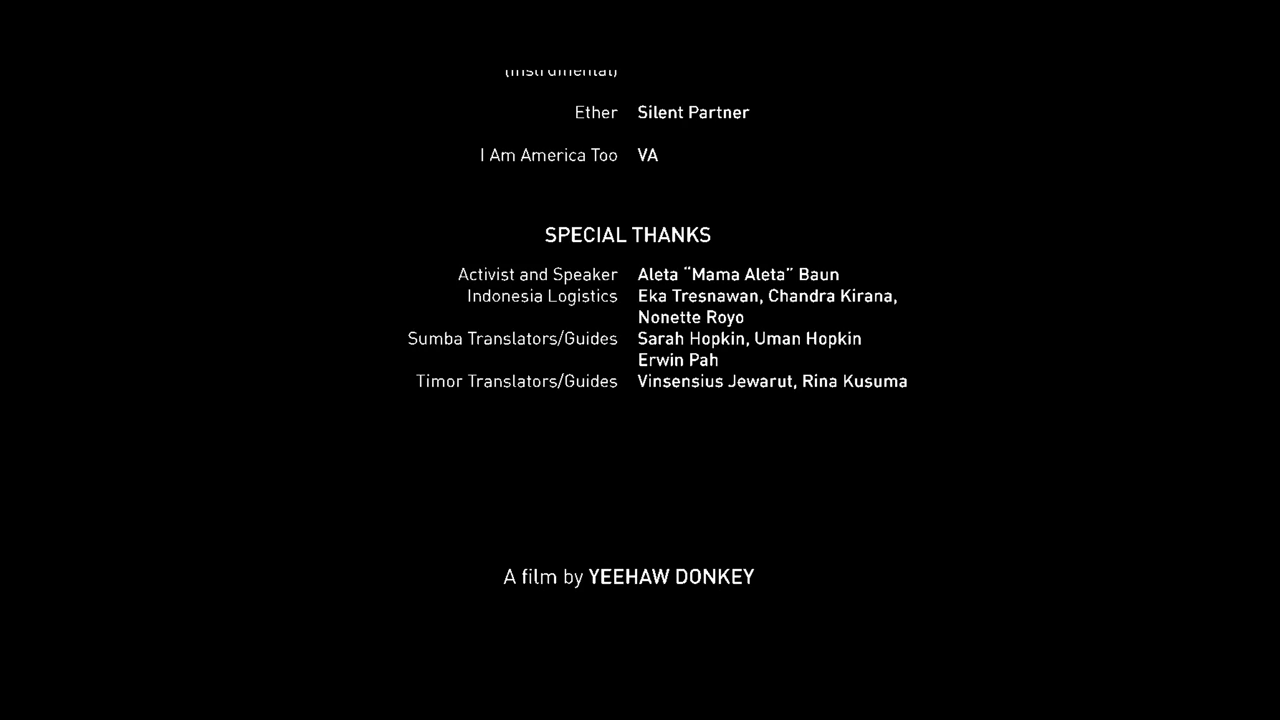 (Instrumental)
Ether Silent Partner
I Am America Too VA
SPECIAL THANKS
Activist and Speaker Aleta “Mama Aleta” Baun
Indonesia Logistics Eka Tresnawan, Chandra Kirana,
Nonette Royo
Sumba Translators/Guides Sarah Hopkin, Uman Hopkin
Erwin Pah
Timor Translators/Guides Vinsensius Jewarut, Rina Kusuma
A film by YEEHAW DONKEY